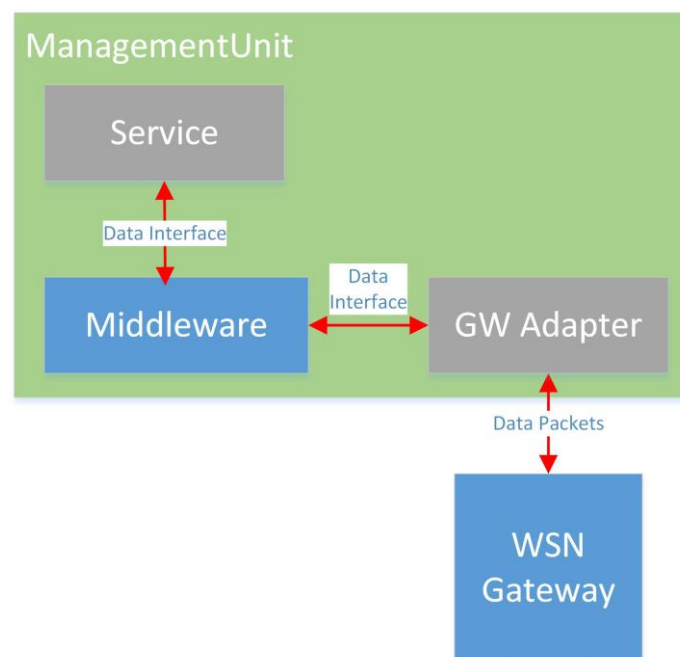 ManagementUnit
Service
Data Interface
Middleware
Data
Interface
GW Adapter
Data Packets
WSN
Gateway